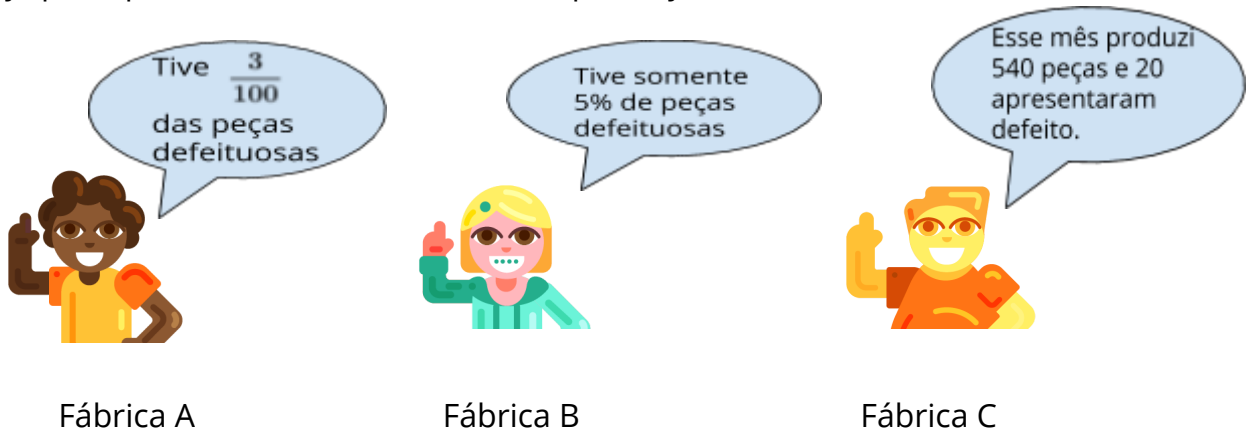 Tive 3/100
das peças
defeituosas
Tive somente
5% de peças
defeituosas
Esse mês produzi
540 peças e 20
apresentaram
defeito.
Fábrica A
Fábrica B
Fábrica C